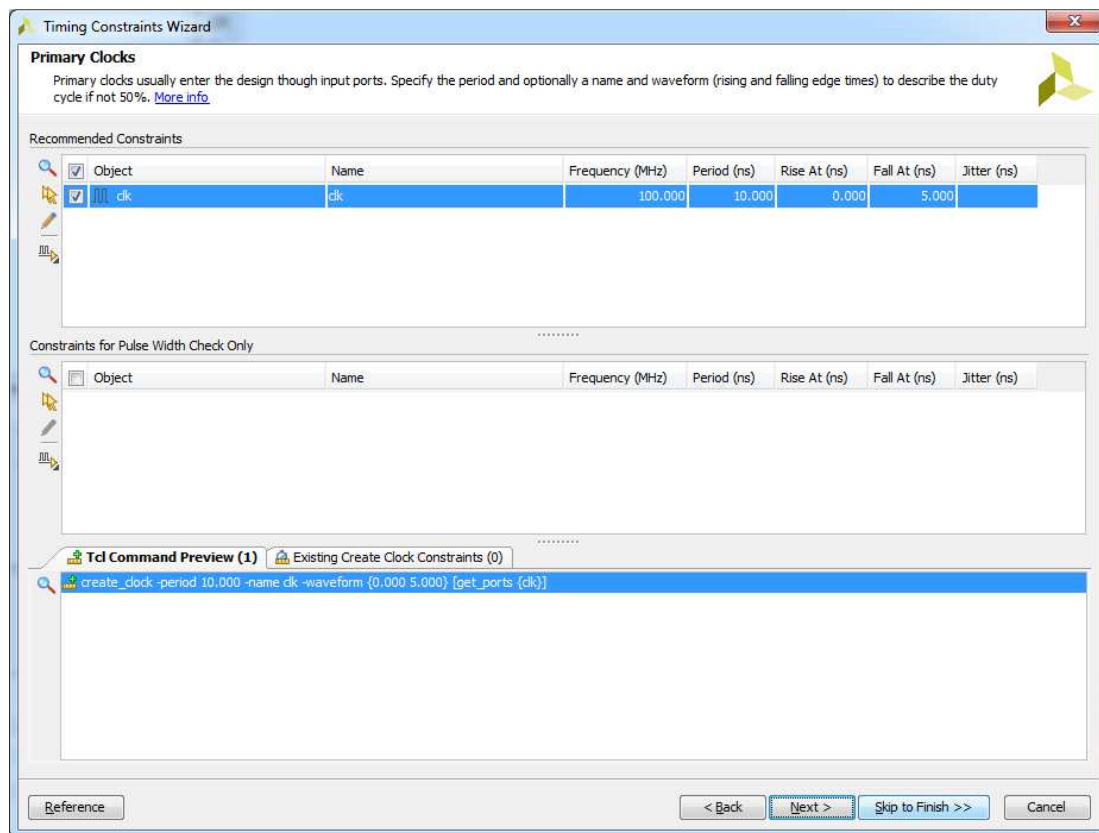 Timing Constraints Wizard
Primary Clocks
Primary clocks usually enter the design though input ports. Specify the period and optionally a name and waveform (rising and falling edge times) to describe the duty
cycle if not 50%. More info
Recommended Constraints
Object Name Frequency (MHz) Period (ns) Rise At (ns) Fall At (ns) Jitter (ns)
clk clk 100.000 10.000 0.000 5.000
Constraints for Pulse Width Check Only
Object Name Frequency (MHz) Period (ns) Rise At (ns) Fall At (ns) Jitter (ns)
Tcl Command Preview (1) Existing Create Clock Constraints (0)
create_clock -period 10.000 -name clk -waveform {0.000 5.000} [get_ports {clk}]
Reference < Back Next > Skip to Finish >> Cancel